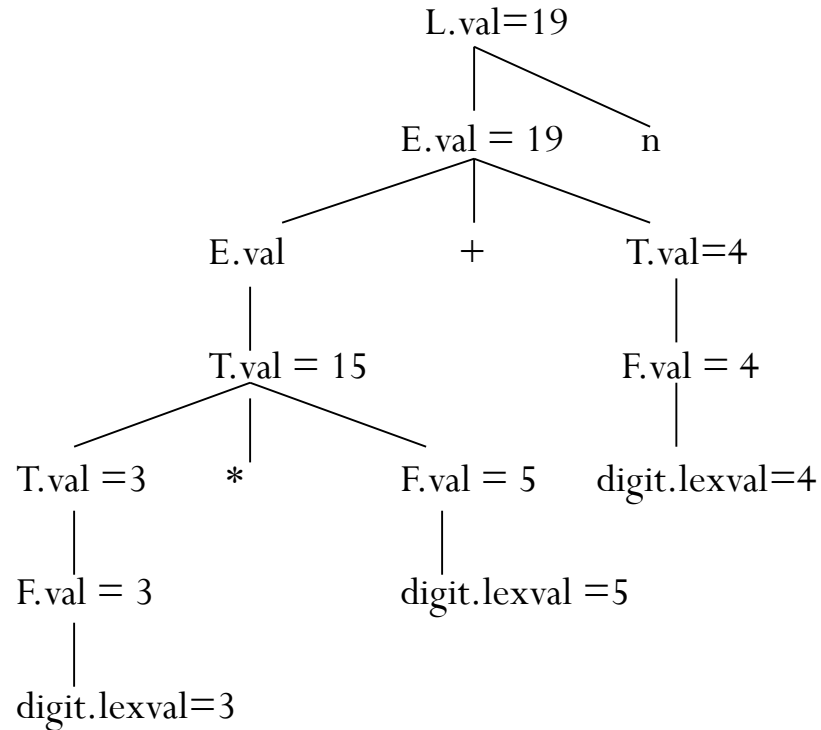 L.val=19
E.val = 19 n
E.val + T.val=4
T.val = 15 F.val = 4
T.val =3 * F.val = 5 digit.lexval=4
F.val = 3 digit.lexval =5
digit.lexval=3